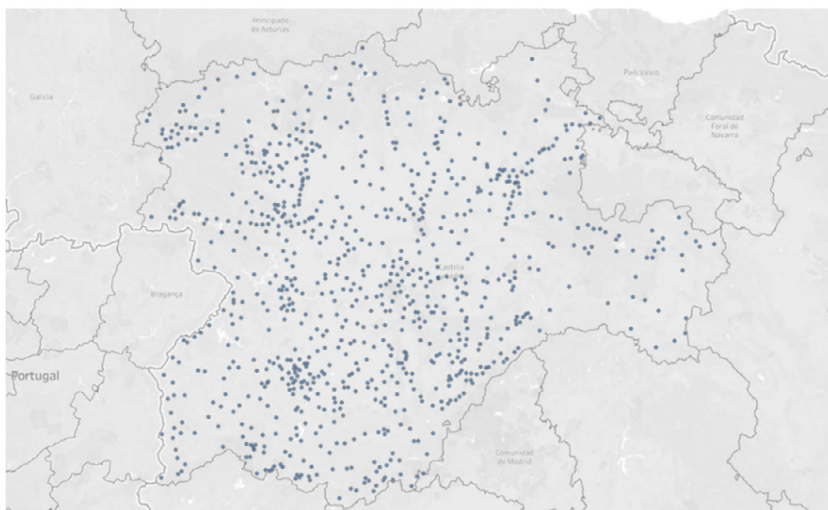 Principado
de Asturias
País Vasco
Galicia
Comunidad
Foral de
Navarra
Castilla
Bragança
Portugal
Comunidad
de Madrid